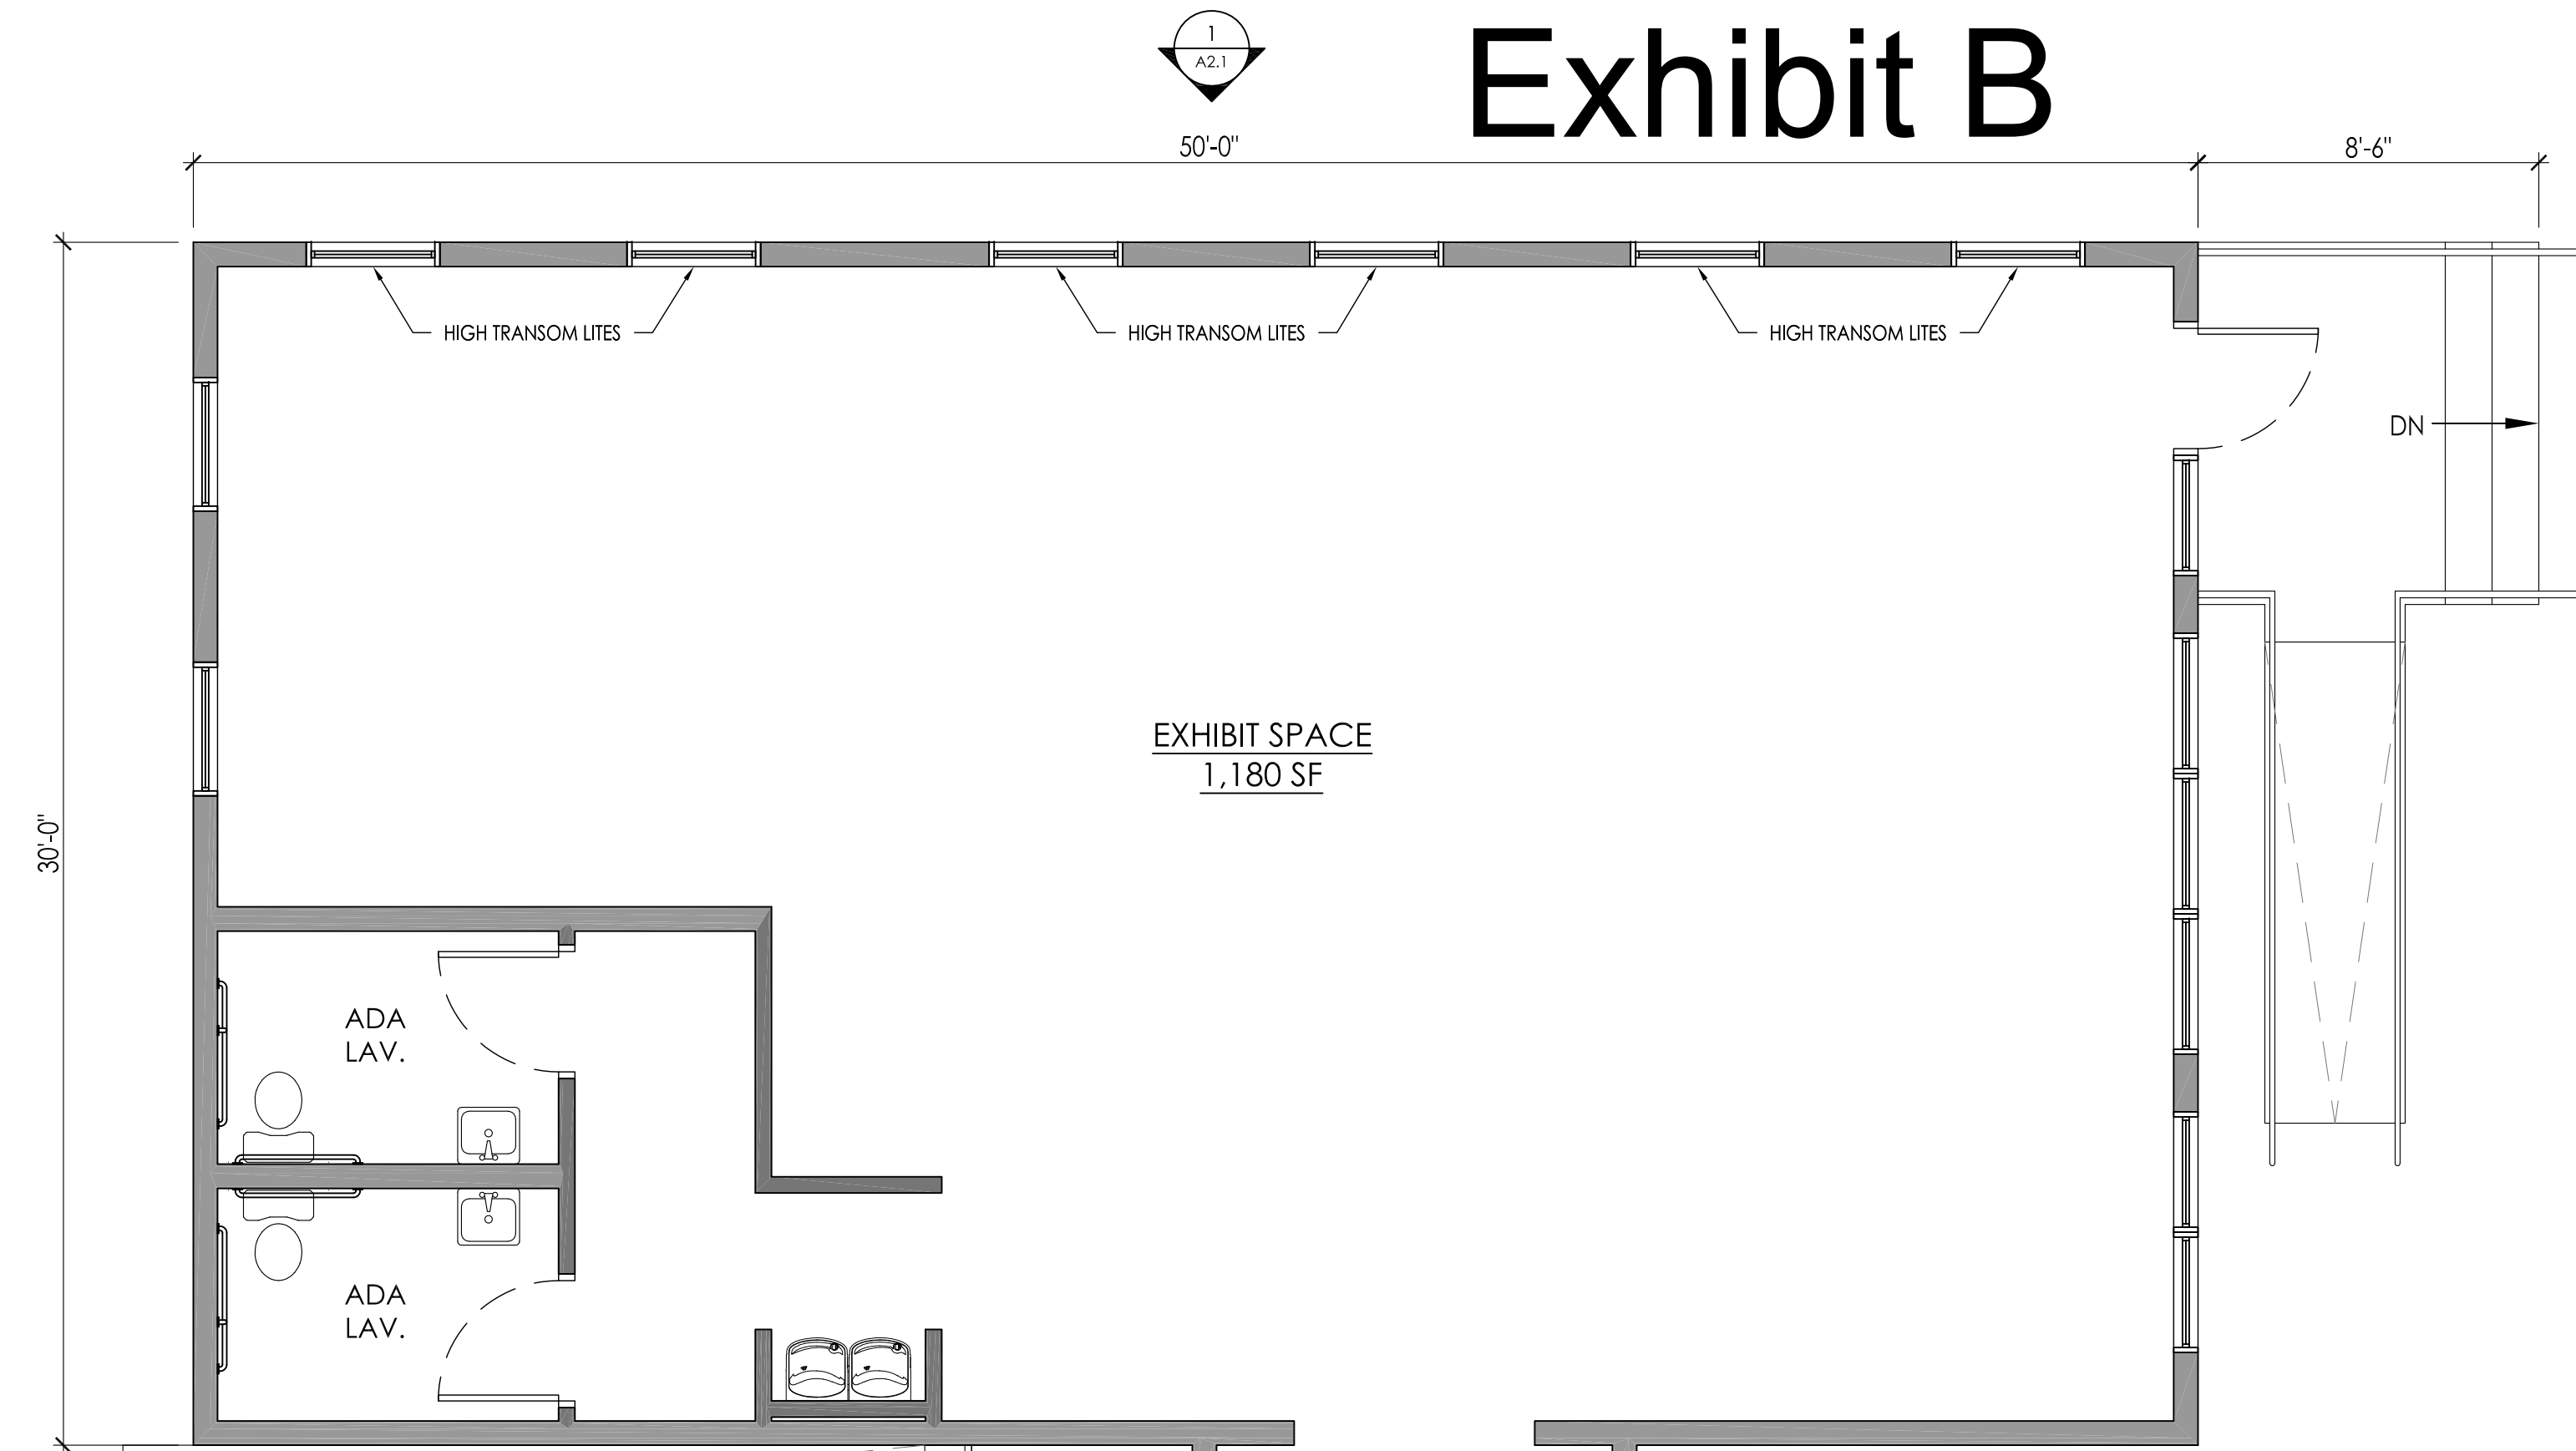 1
A2.1
Exhibit B
50'-0"
8'-6"
HIGH TRANSOM LITES
HIGH TRANSOM LITES
HIGH TRANSOM LITES
DN
EXHIBIT SPACE
1,180 SF
30'-0"
ADA
LAV.
ADA
LAV.